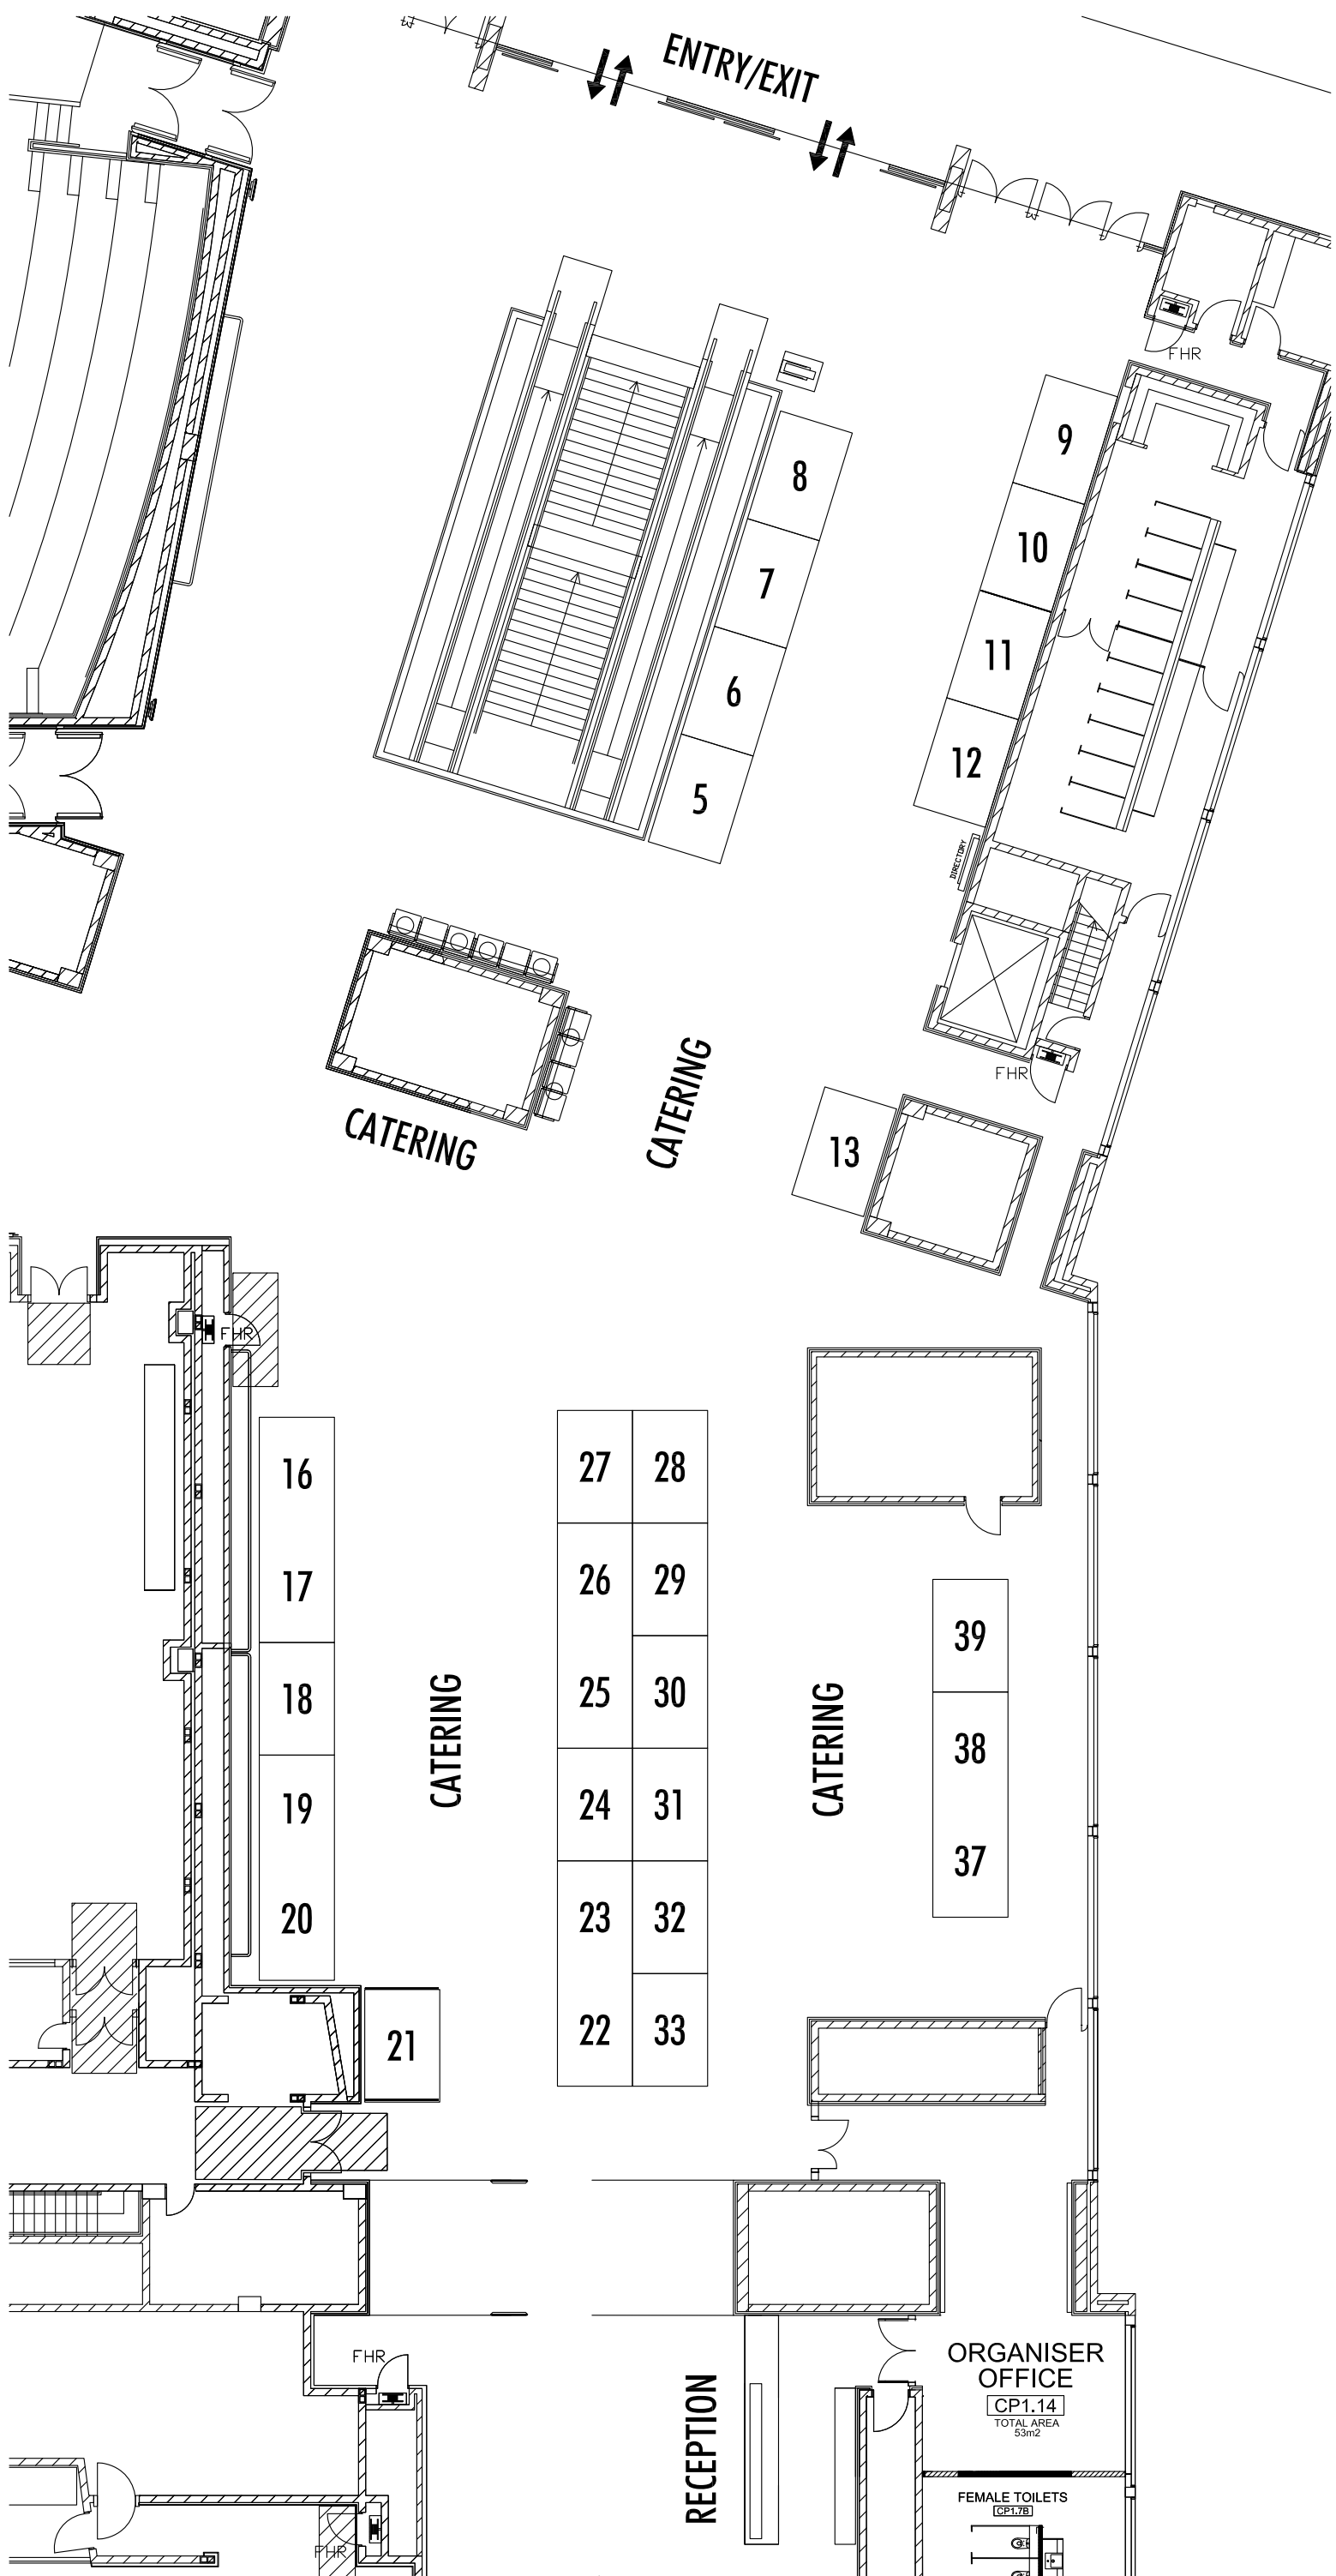 ENTRY/EXIT
FHR
9
8
10
7
11
6
12
5
DIRECTORY
CATERING
FHR
CATERING
13
FHR
27
28
16
26
29
17
39
25
30
18
38
CATERING
CATERING
24
31
19
37
23
32
20
22
33
21
ORGANISER
OFFICE
CP1.14
TOTAL AREA
53m2
FHR
RECEPTION
FEMALE TOILETS
CP1.7B
FHR